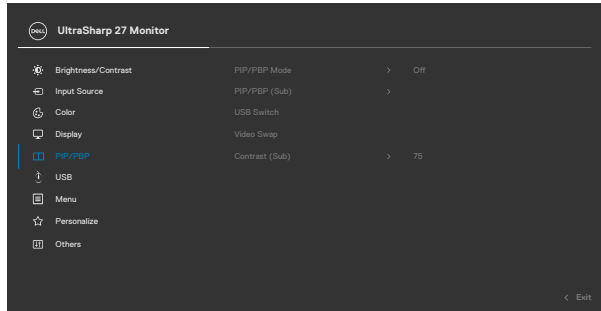 DELL UltraSharp 27 Monitor
Brightness/Contrast PIP/PBP Mode > Off
Input Source PIP/PBP (Sub) >
Color USB Switch
Display Video Swap
PIP/PBP Contrast (Sub) > 75
USB
Menu
Personalize
Others
< Exit